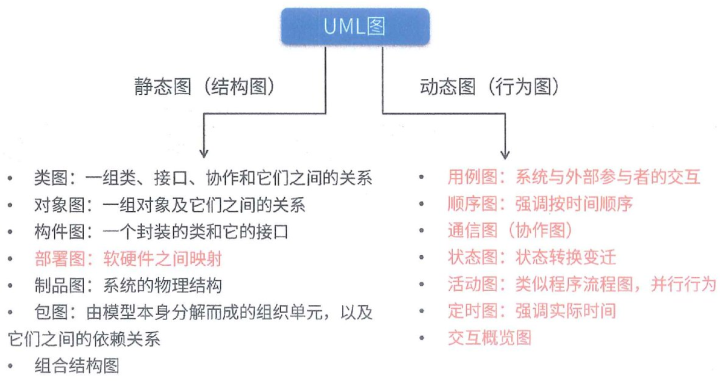 UML图
静态图（结构图）
动态图（行为图）
• 类图：一组类、接口、协作和它们之间的关系
• 对象图：一组对象及它们之间的关系
• 构件图：一个封装的类和它的接口
• 部署图：软硬件之间映射
• 制品图：系统的物理结构
• 包图：由模型本身分解而成的组织单元，以及
它们之间的依赖关系
• 组合结构图
• 用例图：系统与外部参与者的交互
• 顺序图：强调按时间顺序
• 通信图（协作图）
• 状态图：状态转换变迁
• 活动图：类似程序流程图，并行行为
• 定时图：强调实际时间
• 交互概览图